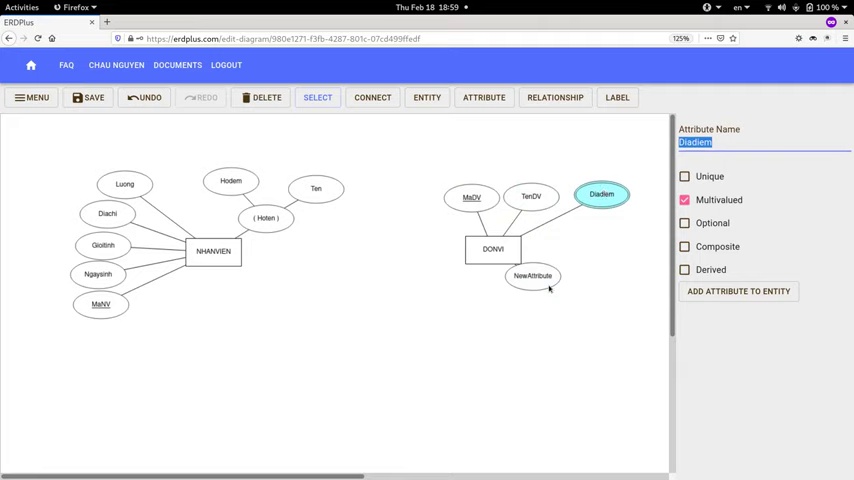 Activities Firefox Thu Feb 18 18:59 en 100 %
ERDPlus
https://erdplus.com/edit-diagram/980e1271-f3fb-4287-801c-07cd499ffedf 125%
FAQ CHAU NGUYEN DOCUMENTS LOGOUT
MENU SAVE UNDO REDO DELETE SELECT CONNECT ENTITY ATTRIBUTE RELATIONSHIP LABEL
Attribute Name
Diadiem
Unique
Multivalued
Optional
Composite
Derived
ADD ATTRIBUTE TO ENTITY
Luong
Hodem
Ten
Diachi
( Hoten )
Gioitinh
NHANVIEN
Ngaysinh
MaNV
MaDV
TenDV
Diadiem
DONVI
NewAttribute